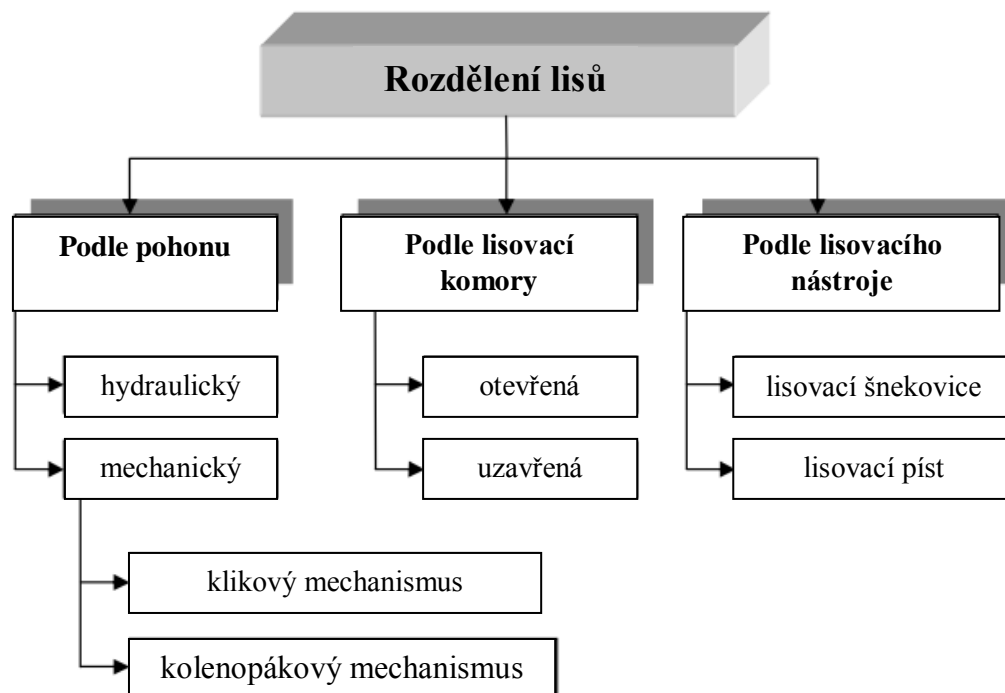 Rozdělení lisů
Podle pohonu
hydraulický
mechanický
klikový mechanismus
kolenopákový mechanismus
Podle lisovací
komory
otevřená
uzavřená
Podle lisovacího
nástroje
lisovací šnekovice
lisovací píst